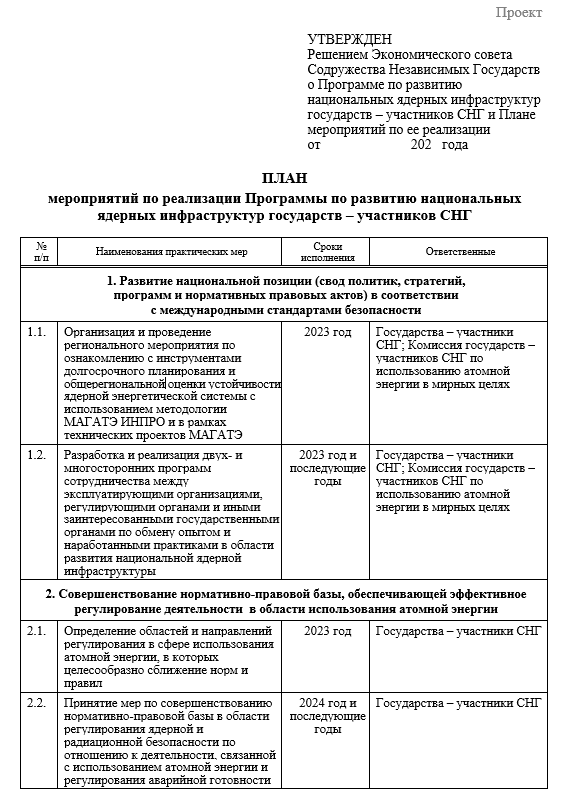 Проект
УТВЕРЖДЕН
Решением Экономического совета
Содружества Независимых Государств
о Программе по развитию
национальных ядерных инфраструктур
государств – участников СНГ и Плане
мероприятий по ее реализации
от 202 года
ПЛАН
мероприятий по реализации Программы по развитию национальных
ядерных инфраструктур государств – участников СНГ
№
п/п
Наименования практических мер
Сроки
исполнения
Ответственные
1. Развитие национальной позиции (свод политик, стратегий,
программ и нормативных правовых актов) в соответствии
с международными стандартами безопасности
1.1.
Организация и проведение
регионального мероприятия по
ознакомлению с инструментами
долгосрочного планирования и
общерегиональной оценки устойчивости
ядерной энергетической системы с
использованием методологии
МАГАТЭ ИНПРО и в рамках
технических проектов МАГАТЭ
2023 год
Государства – участники
СНГ; Комиссия государств –
участников СНГ по
использованию атомной
энергии в мирных целях
1.2.
Разработка и реализация двух- и
многосторонних программ
сотрудничества между
эксплуатирующими организациями,
регулирующими органами и иными
заинтересованными государственными
органами по обмену опытом и
наработанными практиками в области
развития национальной ядерной
инфраструктуры
2023 год и
последующие
годы
Государства – участники
СНГ; Комиссия государств –
участников СНГ по
использованию атомной
энергии в мирных целях
2. Совершенствование нормативно-правовой базы, обеспечивающей эффективное
регулирование деятельности в области использования атомной энергии
2.1.
Определение областей и направлений
регулирования в сфере использования
атомной энергии, в которых
целесообразно сближение норм и
правил
2023 год
Государства – участники СНГ
2.2.
Принятие мер по совершенствованию
нормативно-правовой базы в области
регулирования ядерной и
радиационной безопасности по
отношению к деятельности, связанной
с использованием атомной энергии и
регулирования аварийной готовности
2024 год и
последующие
годы
Государства – участники СНГ